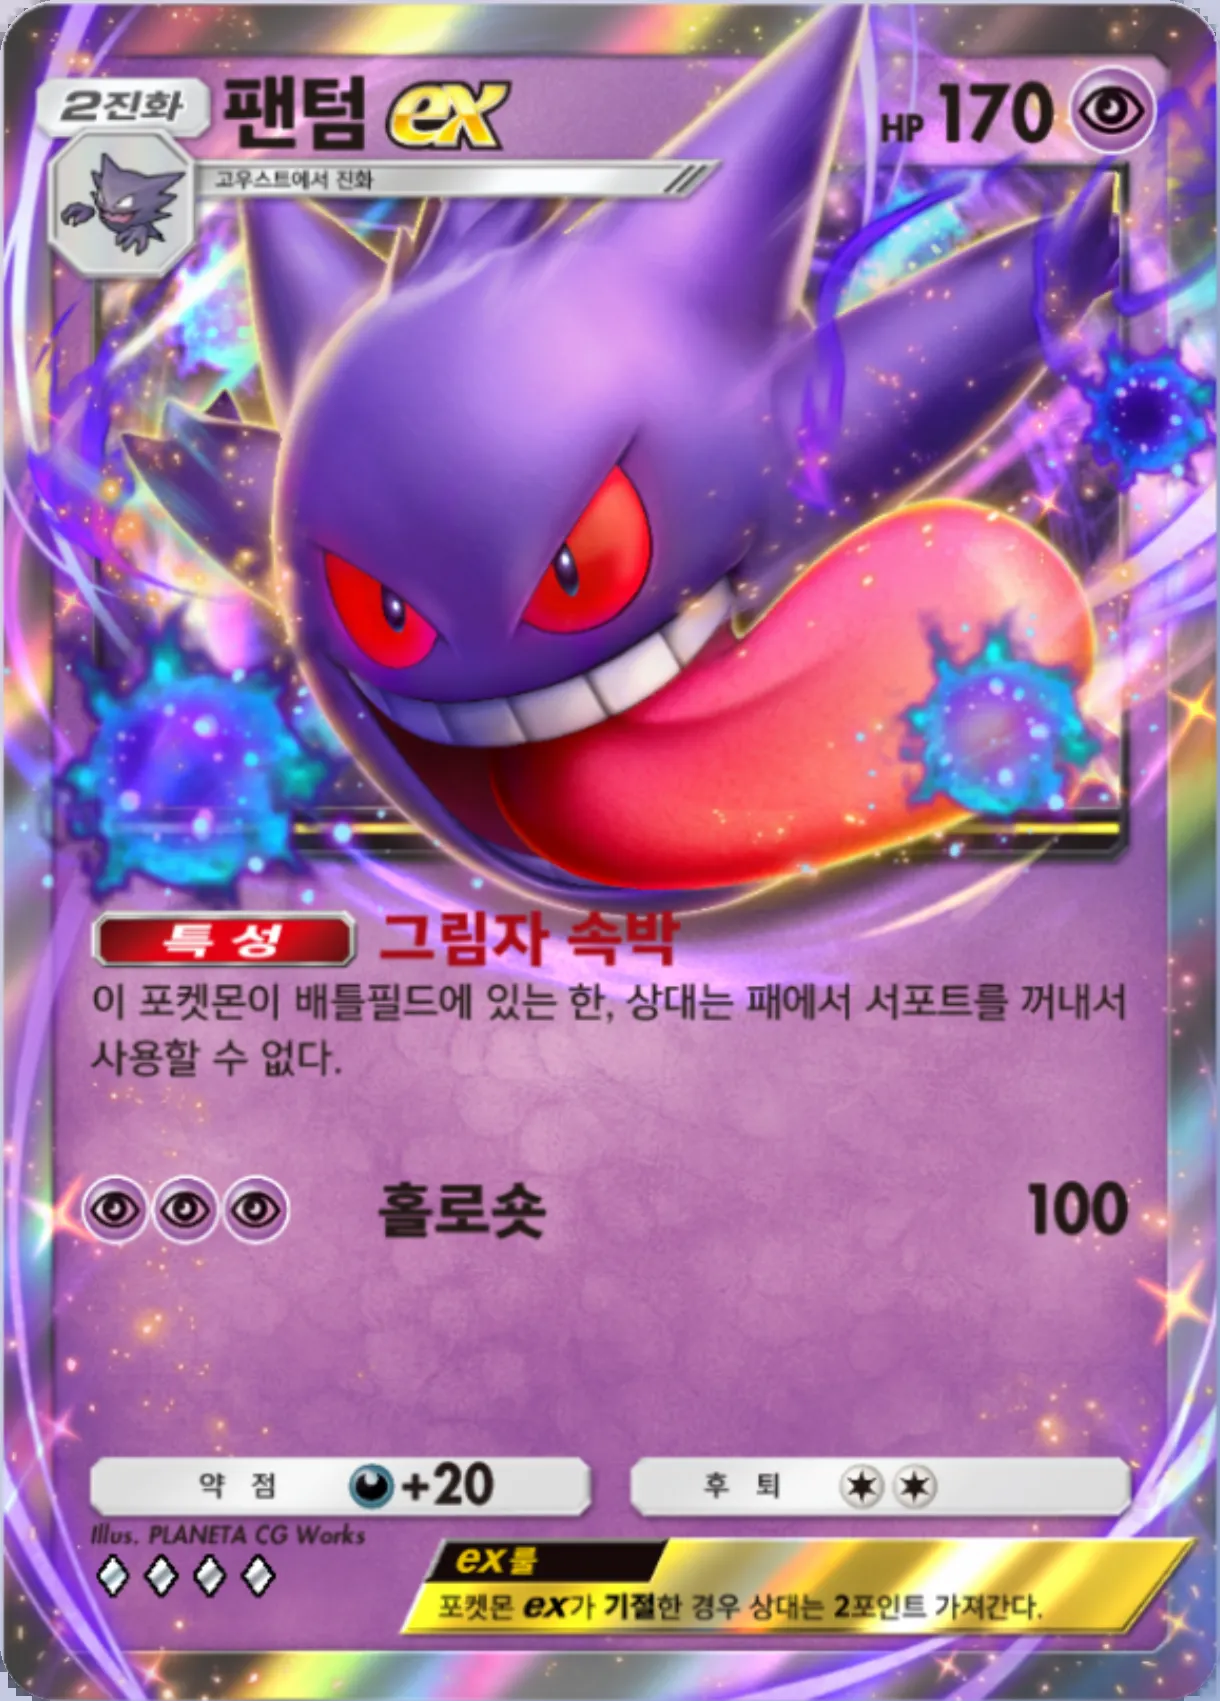 2진화 팬텀 ex HP 170
고우스트에서 진화
특성 그림자 속박
이 포켓몬이 배틀필드에 있는 한, 상대는 패에서 서포트를 꺼내서
사용할 수 없다.
홀로숏 100
약점 +20 후퇴
Illus. PLANETA CG Works
ex룰
포켓몬 ex가 기절한 경우 상대는 2포인트 가져간다.